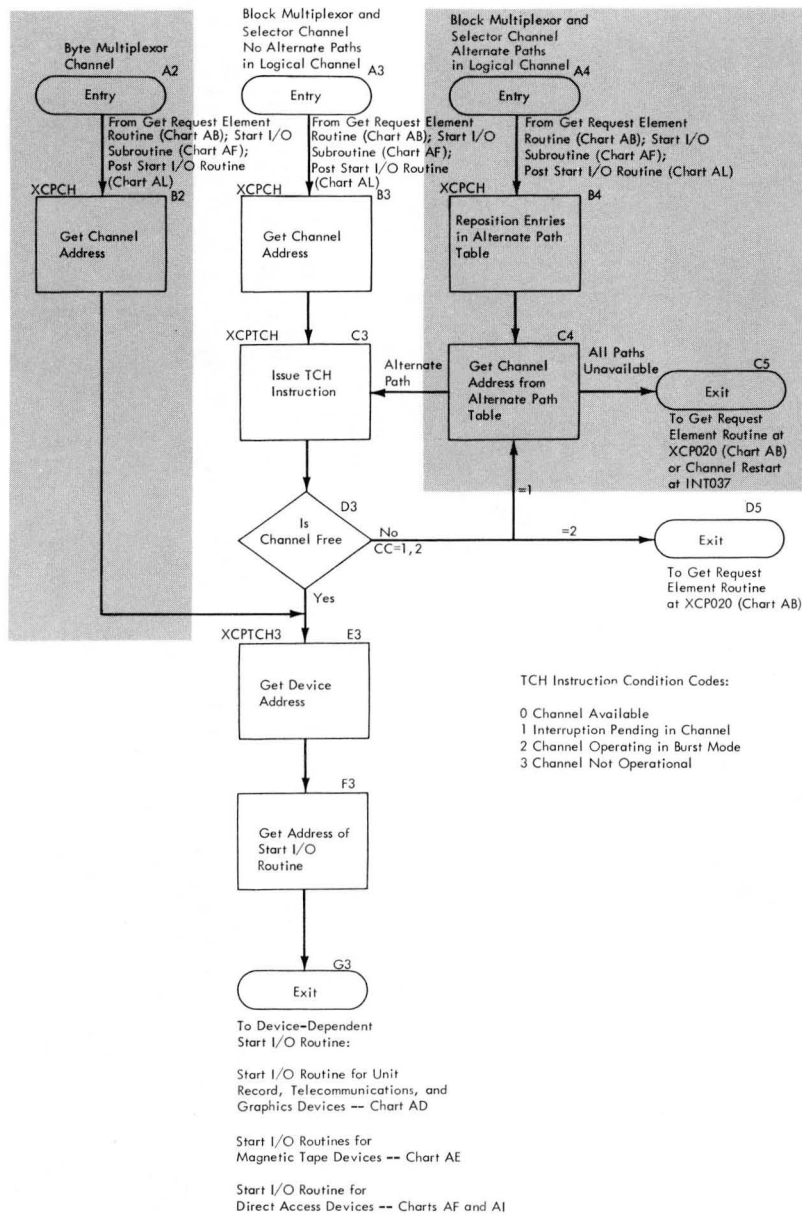 Byte Multiplexor
Channel
A2
Entry
From Get Request Element
Routine (Chart AB); Start I/O
Subroutine (Chart AF);
Post Start I/O Routine
(Chart AL)
XCPCH
B2
Get Channel
Address
Block Multiplexor and
Selector Channel
No Alternate Paths
in Logical Channel
A3
Entry
From Get Request Element
Routine (Chart AB); Start I/O
Subroutine (Chart AF);
Post Start I/O Routine
(Chart AL)
XCPCH
B3
Get Channel
Address
Block Multiplexor and
Selector Channel
Alternate Paths
in Logical Channel
A4
Entry
From Get Request Element
Routine (Chart AB); Start I/O
Subroutine (Chart AF);
Post Start I/O Routine
(Chart AL)
XCPCH
B4
Reposition Entries
in Alternate Path
Table
XCPTCH
C3
Issue TCH
Instruction
Alternate
Path
C4
Get Channel
Address from
Alternate Path
Table
All Paths
Unavailable
C5
Exit
To Get Request
Element Routine at
XCP020 (Chart AB)
or Channel Restart
at INT037
D3
Is
Channel Free
No
CC=1,2
=1
=2
D5
Exit
To Get Request
Element Routine
at XCP020 (Chart AB)
Yes
XCPTCH3
E3
Get Device
Address
TCH Instruction Condition Codes:
0 Channel Available
1 Interruption Pending in Channel
2 Channel Operating in Burst Mode
3 Channel Not Operational
F3
Get Address of
Start I/O
Routine
G3
Exit
To Device-Dependent
Start I/O Routine:
Start I/O Routine for Unit
Record, Telecommunications, and
Graphics Devices -- Chart AD
Start I/O Routines for
Magnetic Tape Devices -- Chart AE
Start I/O Routine for
Direct Access Devices -- Charts AF and AI